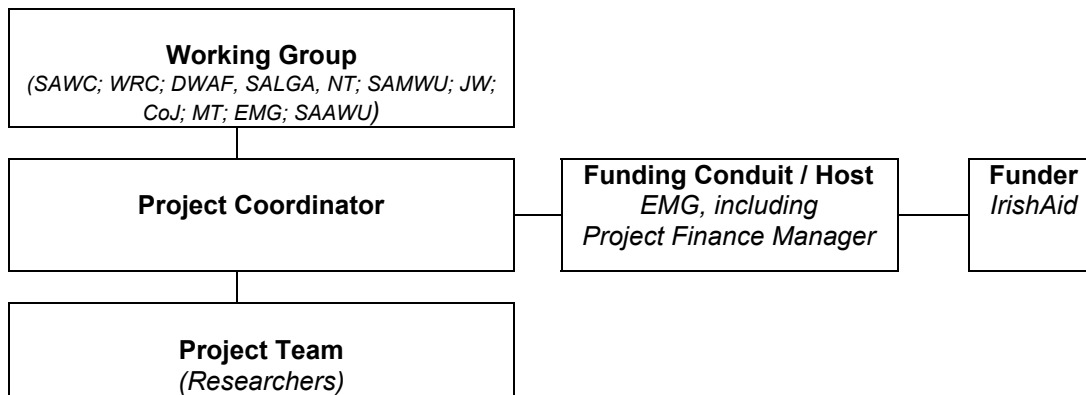 Working Group
(SAWC; WRC; DWAF, SALGA, NT; SAMWU; JW;
CoJ; MT; EMG; SAAWU)
Project Coordinator
Funding Conduit / Host
EMG, including
Project Finance Manager
Funder
IrishAid
Project Team
(Researchers)